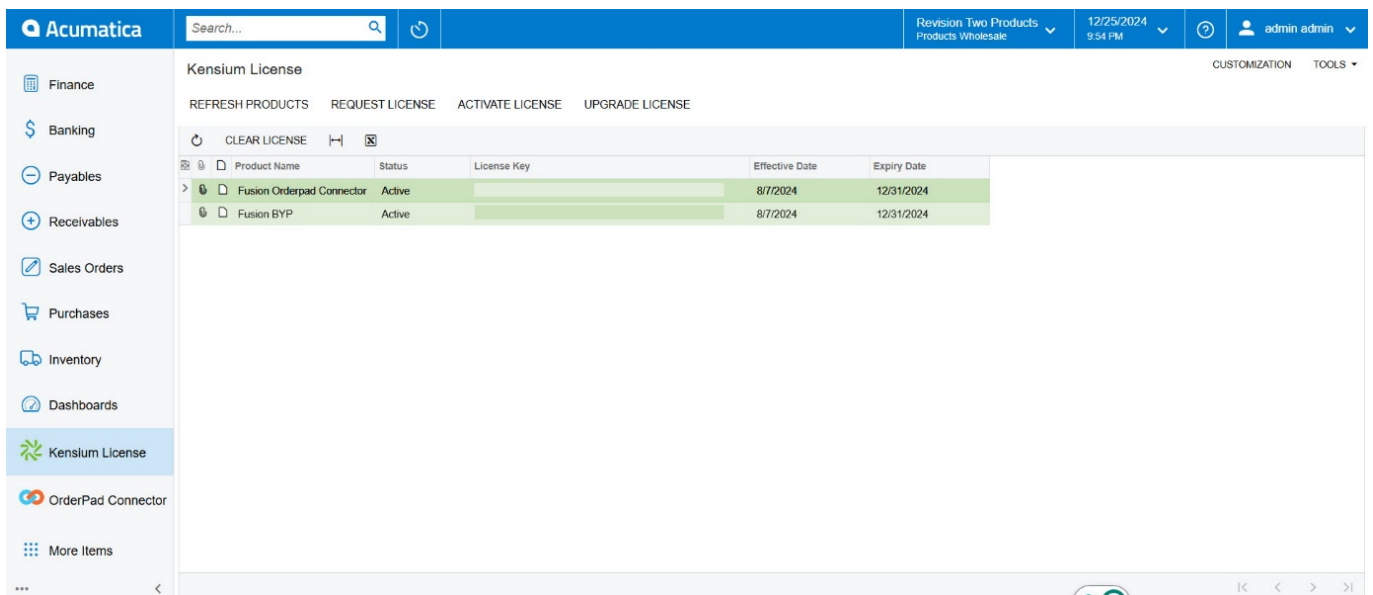 Acumatica
Search...
Revision Two Products
Products Wholesale
12/25/2024
9:54 PM
admin admin
Finance
Banking
Payables
Receivables
Sales Orders
Purchases
Inventory
Dashboards
Kensium License
OrderPad Connector
More Items
Kensium License
CUSTOMIZATION TOOLS
REFRESH PRODUCTS REQUEST LICENSE ACTIVATE LICENSE UPGRADE LICENSE
CLEAR LICENSE
Product Name Status License Key Effective Date Expiry Date
Fusion Orderpad Connector Active 8/7/2024 12/31/2024
Fusion BYP Active 8/7/2024 12/31/2024